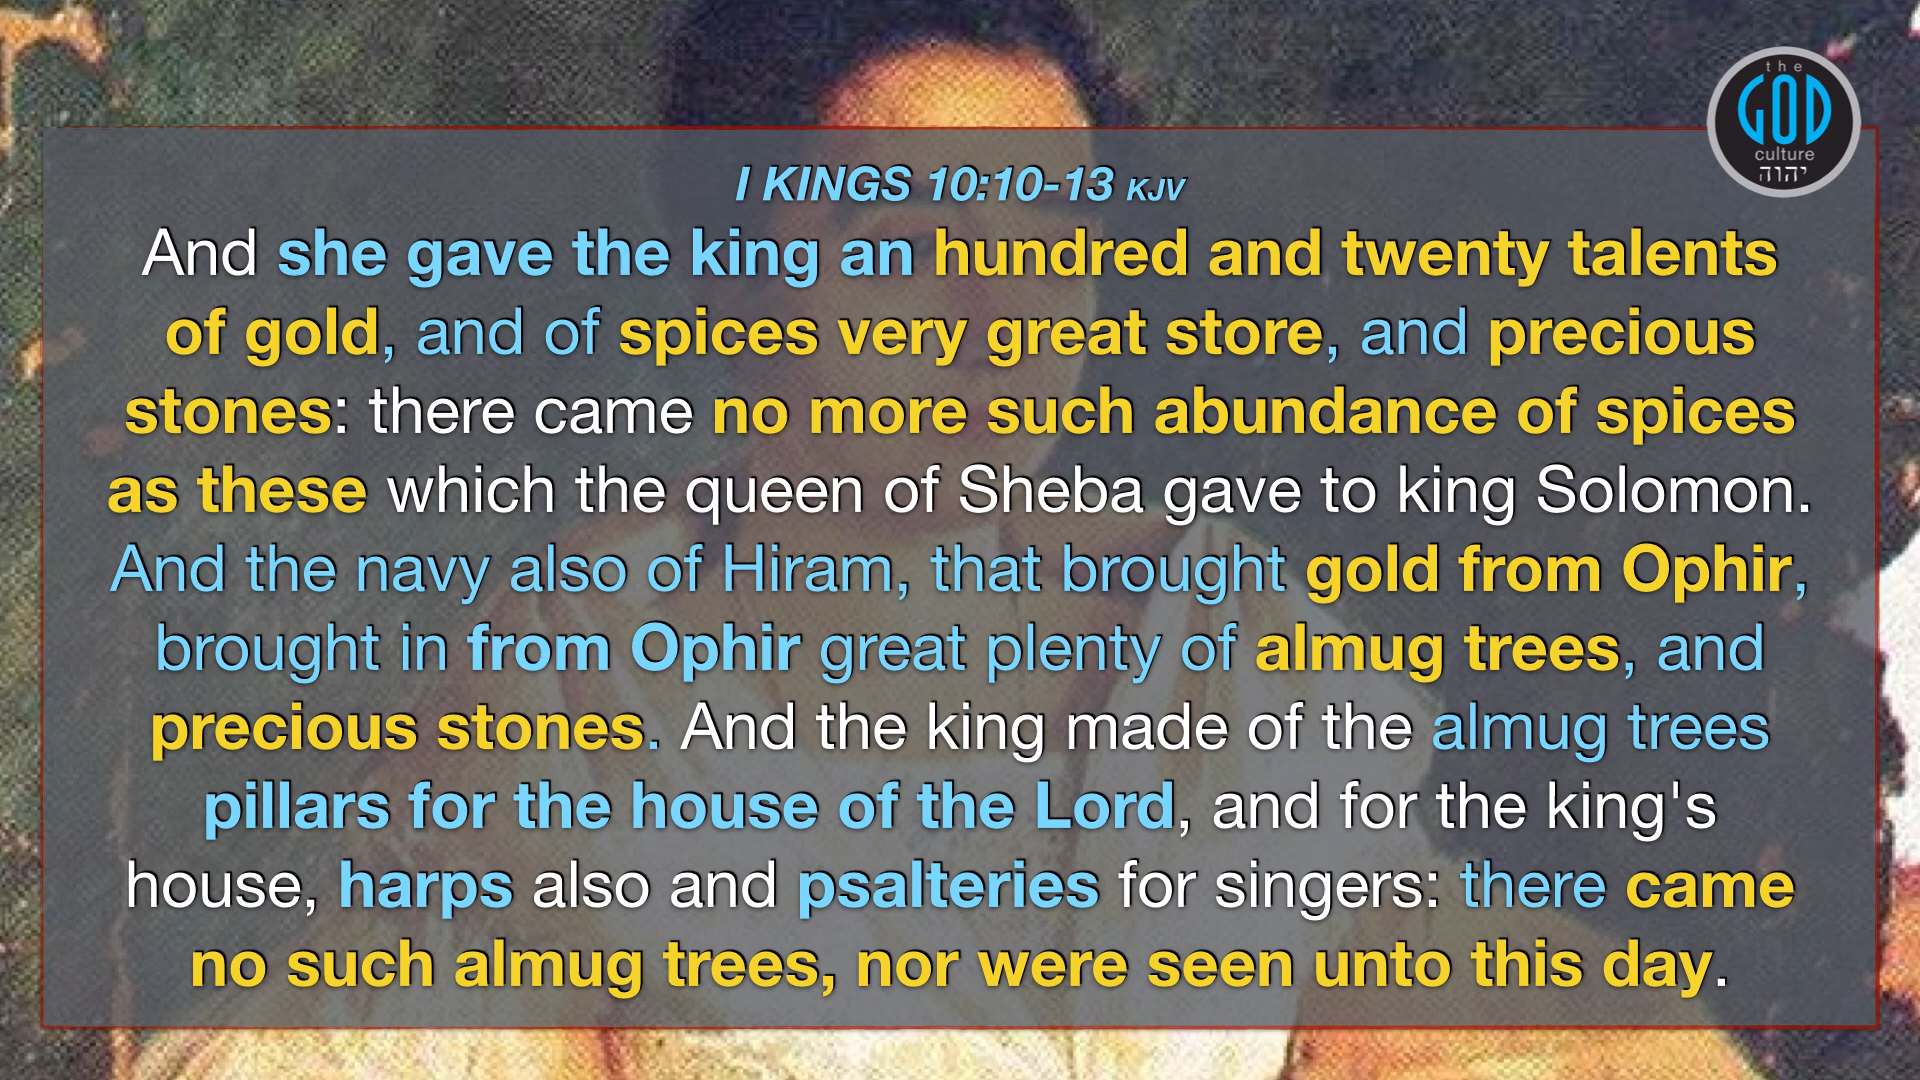 the
GOD
culture
יהוה
I KINGS 10:10-13 KJV
And she gave the king an hundred and twenty talents
of gold, and of spices very great store, and precious
stones: there came no more such abundance of spices
as these which the queen of Sheba gave to king Solomon.
And the navy also of Hiram, that brought gold from Ophir,
brought in from Ophir great plenty of almug trees, and
precious stones. And the king made of the almug trees
pillars for the house of the Lord, and for the king's
house, harps also and psalteries for singers: there came
no such almug trees, nor were seen unto this day.